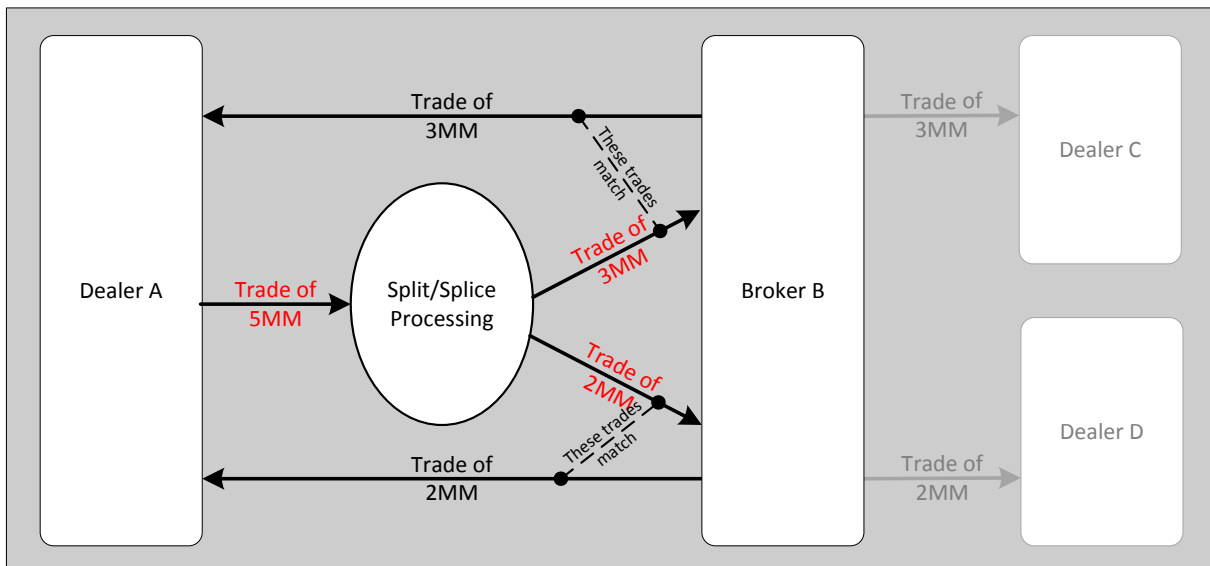 Trade of
3MM
Trade of
3MM
These trades
match
Dealer C
Trade of
3MM
Dealer A
Trade of
5MM
Split/Splice
Processing
Broker B
Trade of
2MM
These trades
match
Dealer D
Trade of
2MM
Trade of
2MM